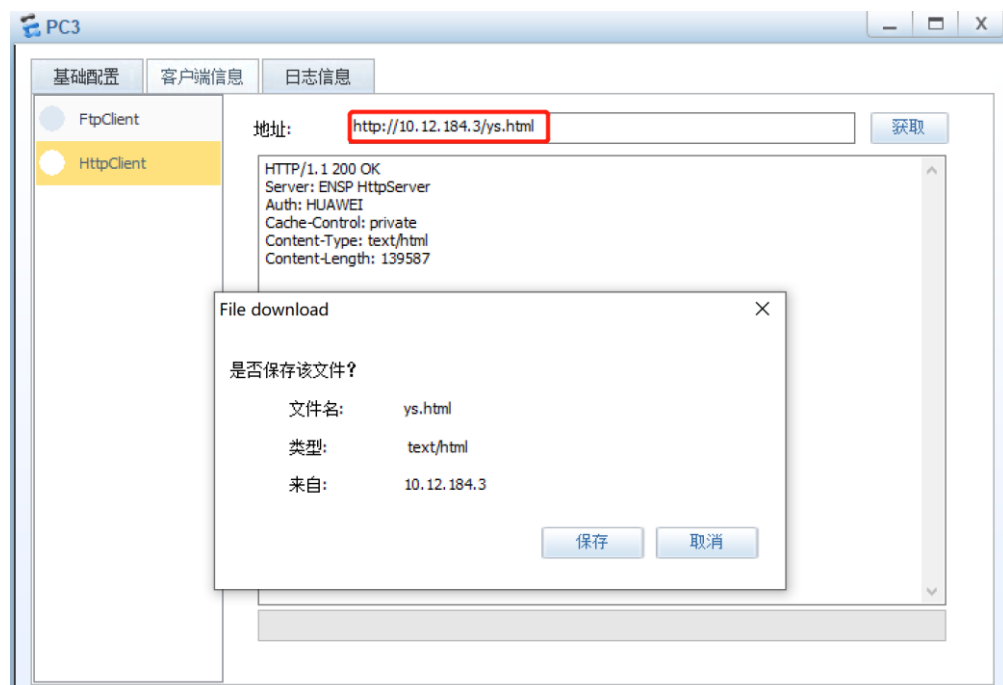 PC3
基础配置 客户端信息 日志信息
FtpClient
HttpClient
地址: http://10.12.184.3/ys.html 获取
HTTP/1.1 200 OK
Server: ENSP HttpServer
Auth: HUAWEI
Cache-Control: private
Content-Type: text/html
Content-Length: 139587
File download
是否保存该文件?
文件名: ys.html
类型: text/html
来自: 10.12.184.3
保存 取消